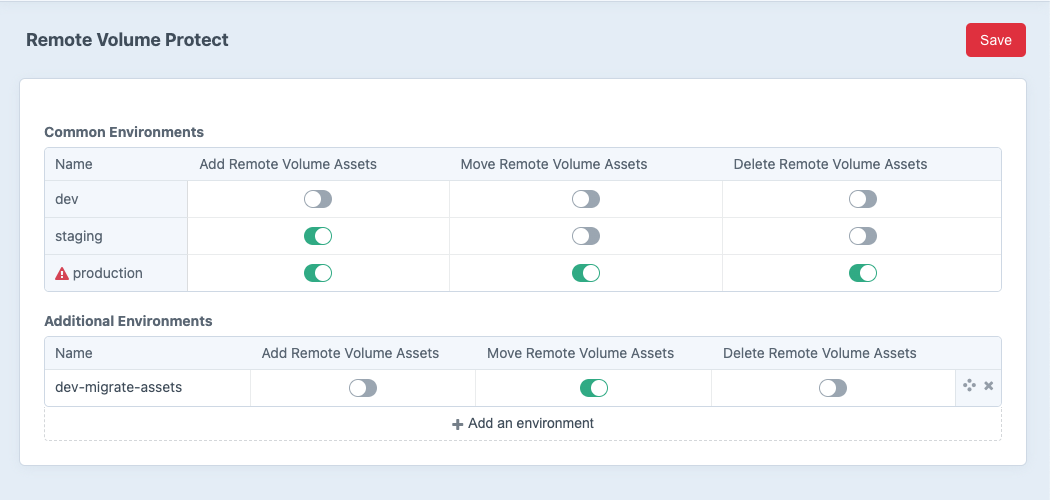 Remote Volume Protect
Save
Common Environments
Name Add Remote Volume Assets Move Remote Volume Assets Delete Remote Volume Assets
dev
staging
production
Additional Environments
Name Add Remote Volume Assets Move Remote Volume Assets Delete Remote Volume Assets
dev-migrate-assets
Add an environment